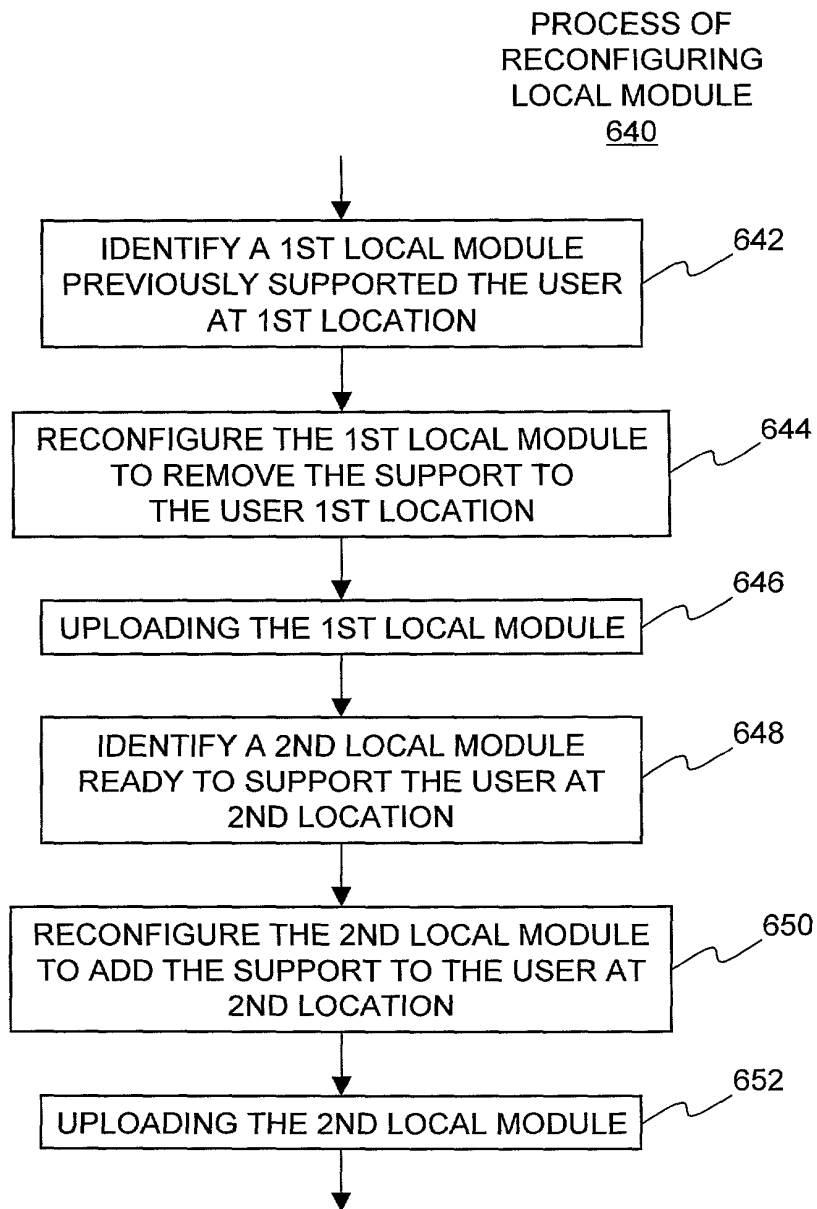 PROCESS OF
RECONFIGURING
LOCAL MODULE
640
IDENTIFY A 1ST LOCAL MODULE
PREVIOUSLY SUPPORTED THE USER
AT 1ST LOCATION
642
RECONFIGURE THE 1ST LOCAL MODULE
TO REMOVE THE SUPPORT TO
THE USER 1ST LOCATION
644
UPLOADING THE 1ST LOCAL MODULE
646
IDENTIFY A 2ND LOCAL MODULE
READY TO SUPPORT THE USER AT
2ND LOCATION
648
RECONFIGURE THE 2ND LOCAL MODULE
TO ADD THE SUPPORT TO THE USER AT
2ND LOCATION
650
UPLOADING THE 2ND LOCAL MODULE
652